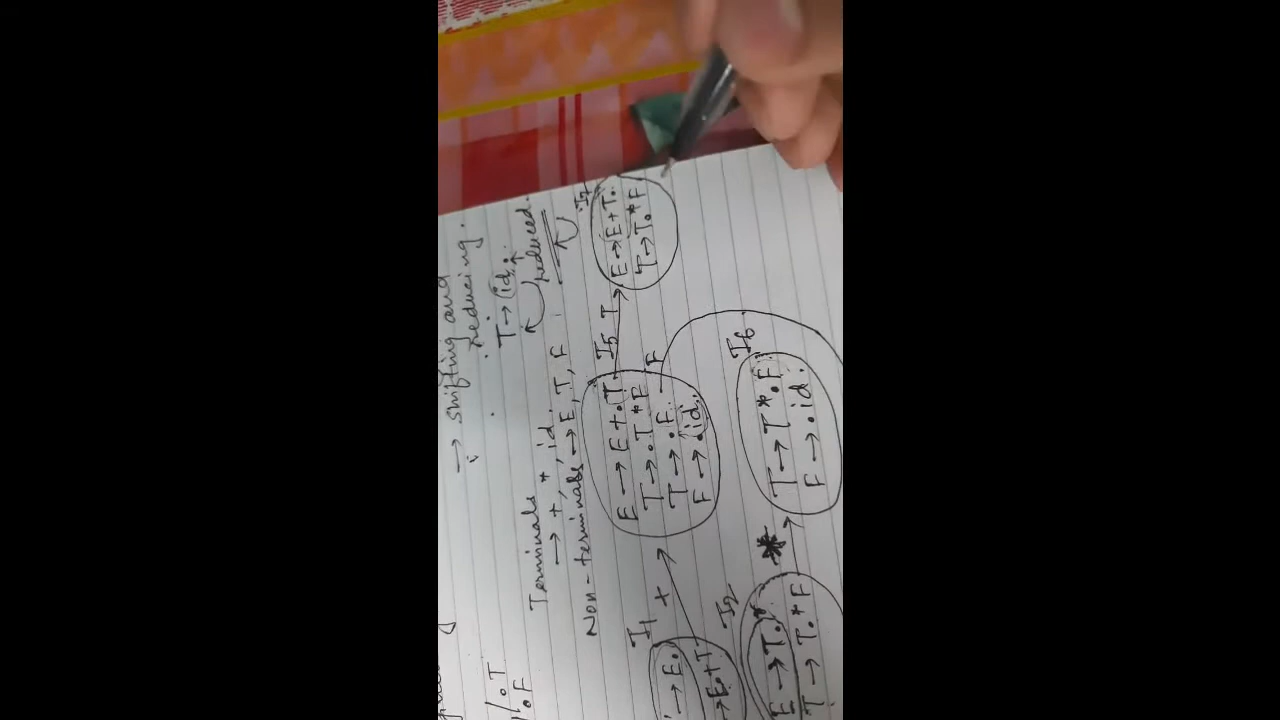 → shifting and
reducing.
T → id.
reduced.
Terminals
→ +, *, id
Non-terminals → E, T, F
I1
+
I5
E → E + .T
T → .T * F
T → .F
F → .id
T
I7
E → E + T.
T → T. * F
F
I2
E → T.
T → T. * F
*
I6
T → T * .F
F → .id.
→ E.
→ E. + T
.T
.F